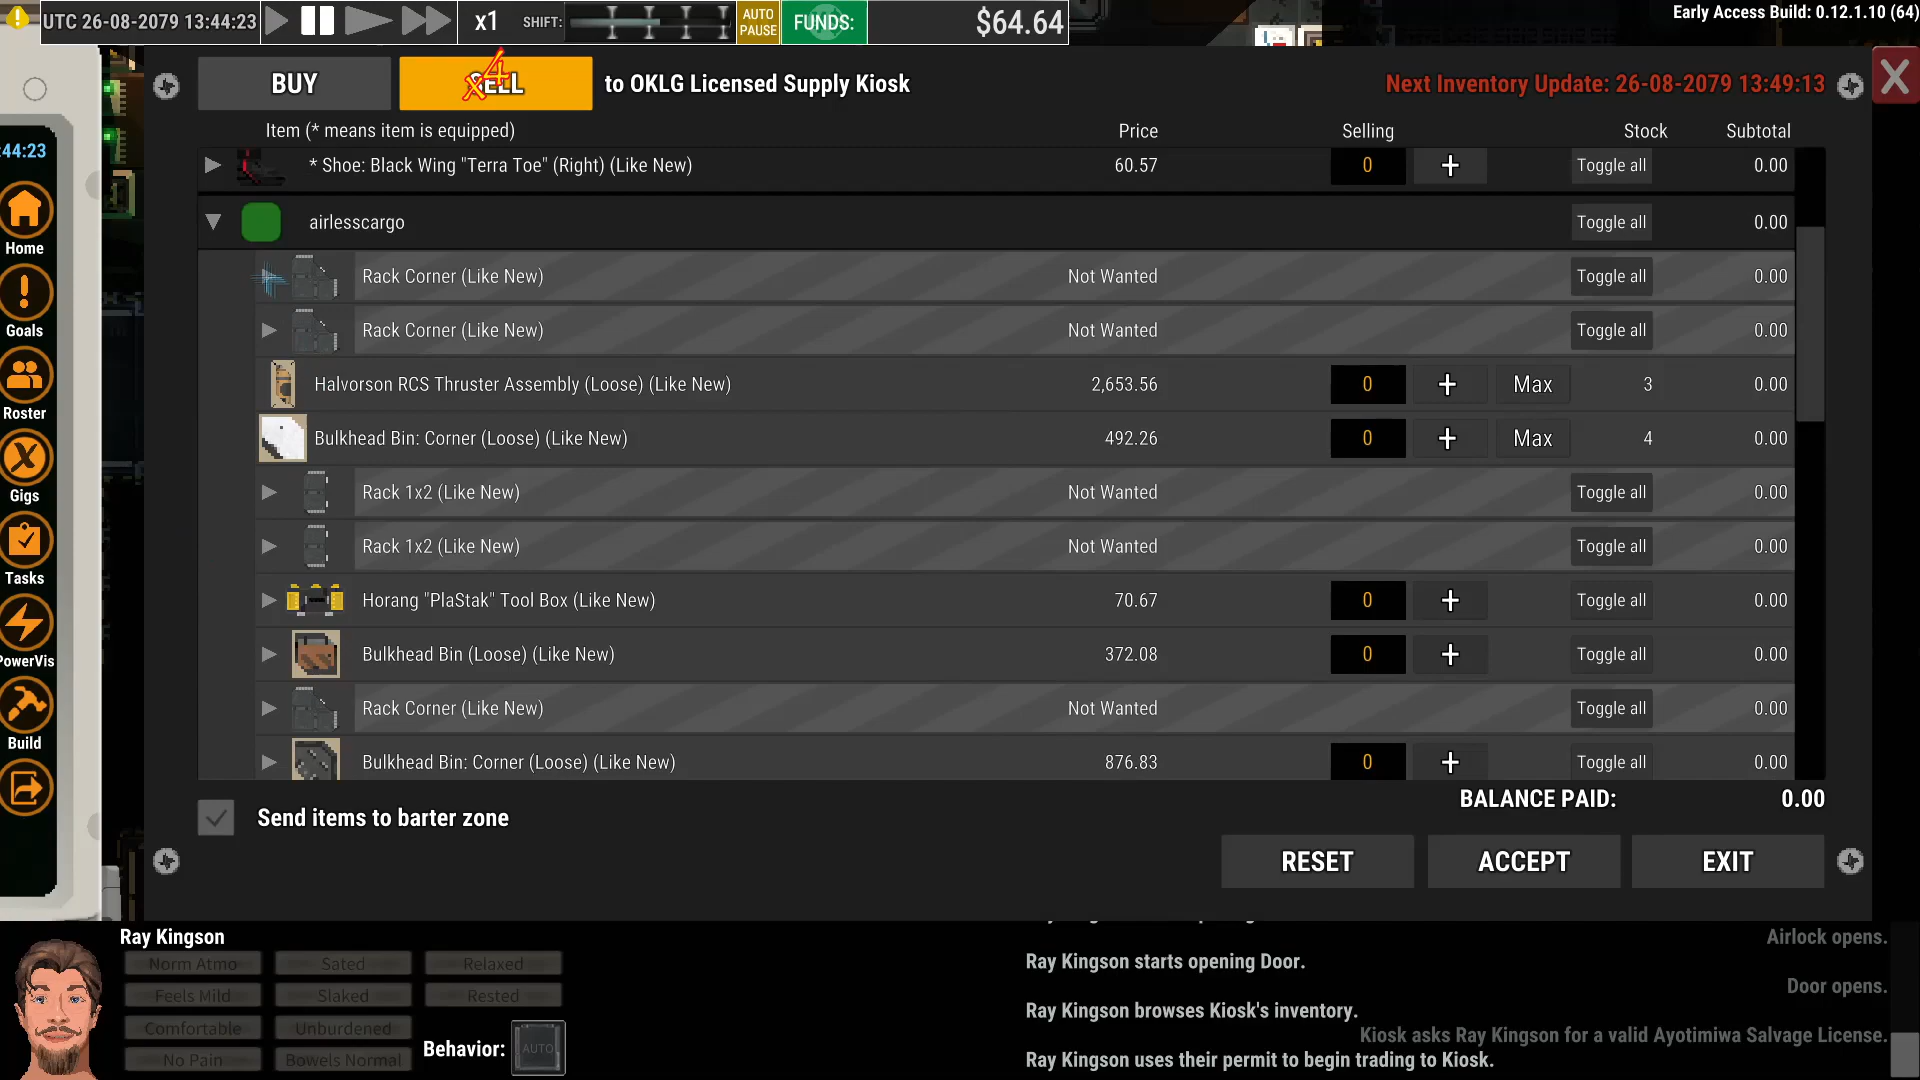 UTC 26-08-2079 13:44:23 x1 SHIFT: AUTO PAUSE FUNDS: $64.64
Early Access Build: 0.12.1.10 (64)
BUY SELL x4 to OKLG Licensed Supply Kiosk Next Inventory Update: 26-08-2079 13:49:13 X
Item (* means item is equipped) Price Selling Stock Subtotal
:44:23
* Shoe: Black Wing "Terra Toe" (Right) (Like New) 60.57 0 + Toggle all 0.00
airlesscargo Toggle all 0.00
Home
Rack Corner (Like New) Not Wanted Toggle all 0.00
Goals
Rack Corner (Like New) Not Wanted Toggle all 0.00
Halvorson RCS Thruster Assembly (Loose) (Like New) 2,653.56 0 + Max 3 0.00
Roster
Bulkhead Bin: Corner (Loose) (Like New) 492.26 0 + Max 4 0.00
Gigs
Rack 1x2 (Like New) Not Wanted Toggle all 0.00
Rack 1x2 (Like New) Not Wanted Toggle all 0.00
Tasks
Horang "PlaStak" Tool Box (Like New) 70.67 0 + Toggle all 0.00
Bulkhead Bin (Loose) (Like New) 372.08 0 + Toggle all 0.00
PowerVis
Rack Corner (Like New) Not Wanted Toggle all 0.00
Build
Bulkhead Bin: Corner (Loose) (Like New) 876.83 0 + Toggle all 0.00
BALANCE PAID: 0.00
Send items to barter zone
RESET ACCEPT EXIT
Ray Kingson
Norm Atmo Sated Relaxed
Feels Mild Slaked Rested
Comfortable Unburdened
No Pain Bowels Normal
Behavior: AUTO
Airlock opens.
Ray Kingson starts opening Door.
Door opens.
Ray Kingson browses Kiosk's inventory.
Kiosk asks Ray Kingson for a valid Ayotimiwa Salvage License.
Ray Kingson uses their permit to begin trading to Kiosk.